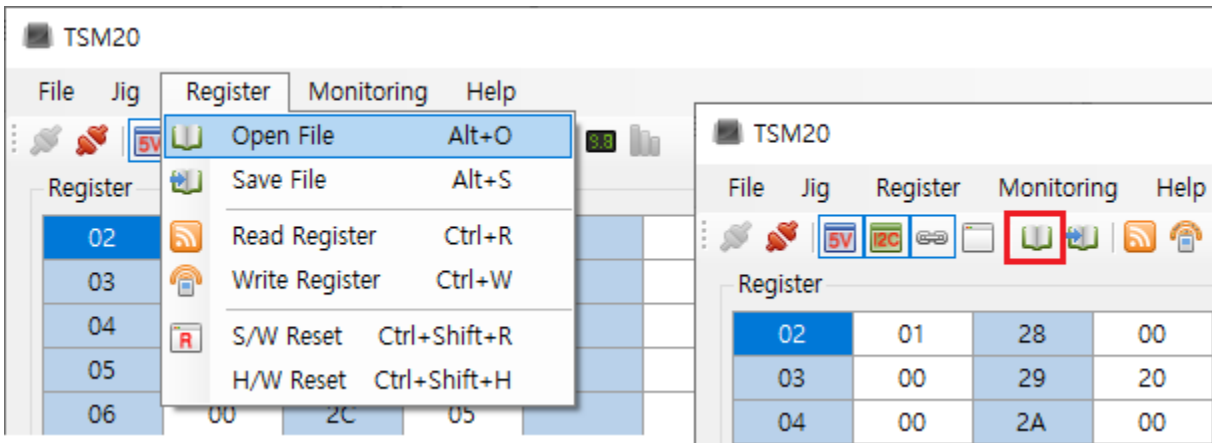 TSM20
File Jig Register Monitoring Help
5V
Open File Alt+O
9.8
Save File Alt+S
Register
02
Read Register Ctrl+R
03
Write Register Ctrl+W
04
R S/W Reset Ctrl+Shift+R
05
H/W Reset Ctrl+Shift+H
06 00 2C 05
TSM20
File Jig Register Monitoring Help
5V I2C
Register
02 01 28 00
03 00 29 20
04 00 2A 00